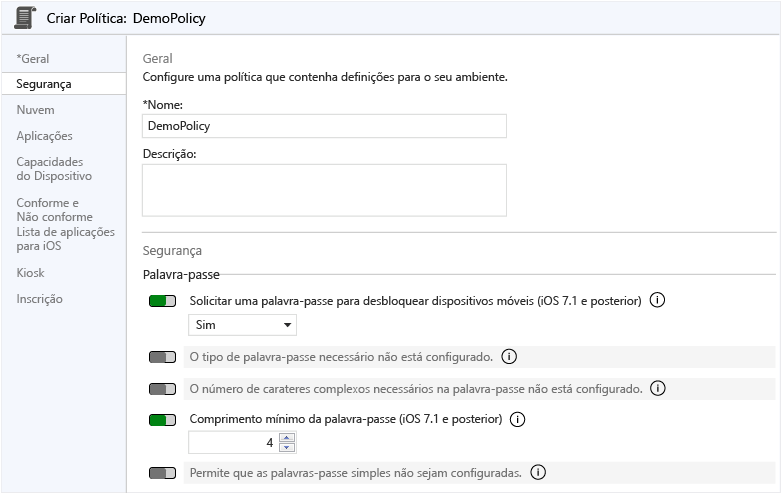 Criar Política: DemoPolicy
*Geral
Segurança
Nuvem
Aplicações
Capacidades
do Dispositivo
Conforme e
Não conforme
Lista de aplicações
para iOS
Kiosk
Inscrição
Geral
Configure uma política que contenha definições para o seu ambiente.
*Nome:
DemoPolicy
Descrição:
Segurança
Palavra-passe
Solicitar uma palavra-passe para desbloquear dispositivos móveis (iOS 7.1 e posterior)
Sim
O tipo de palavra-passe necessário não está configurado.
O número de carateres complexos necessários na palavra-passe não está configurado.
Comprimento mínimo da palavra-passe (iOS 7.1 e posterior)
4
Permite que as palavras-passe simples não sejam configuradas.